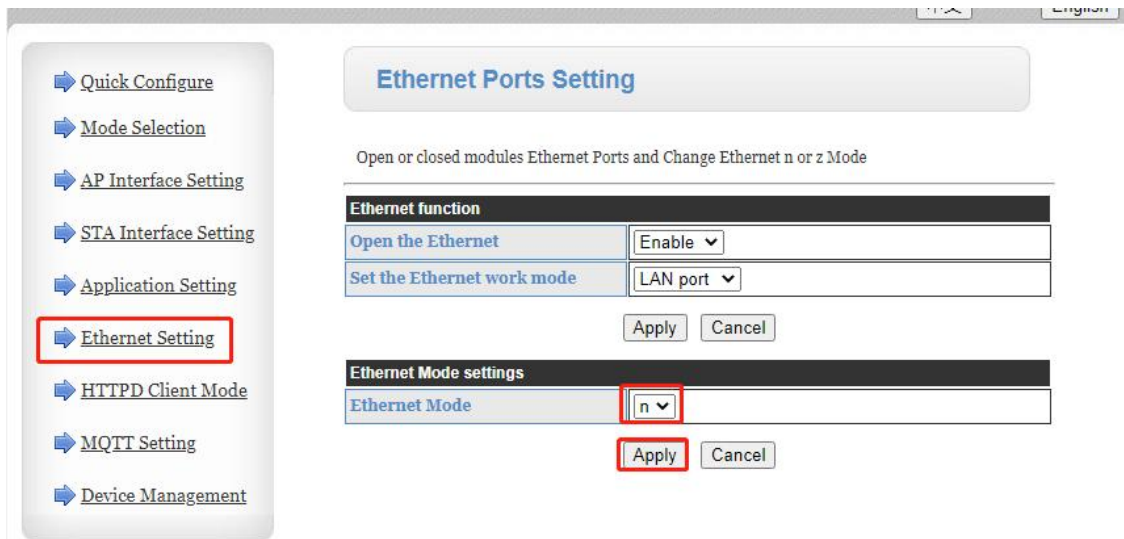 中文 English
Quick Configure
Mode Selection
AP Interface Setting
STA Interface Setting
Application Setting
Ethernet Setting
HTTPD Client Mode
MQTT Setting
Device Management
Ethernet Ports Setting
Open or closed modules Ethernet Ports and Change Ethernet n or z Mode
Ethernet function
Open the Ethernet Enable
Set the Ethernet work mode LAN port
Apply Cancel
Ethernet Mode settings
Ethernet Mode n
Apply Cancel